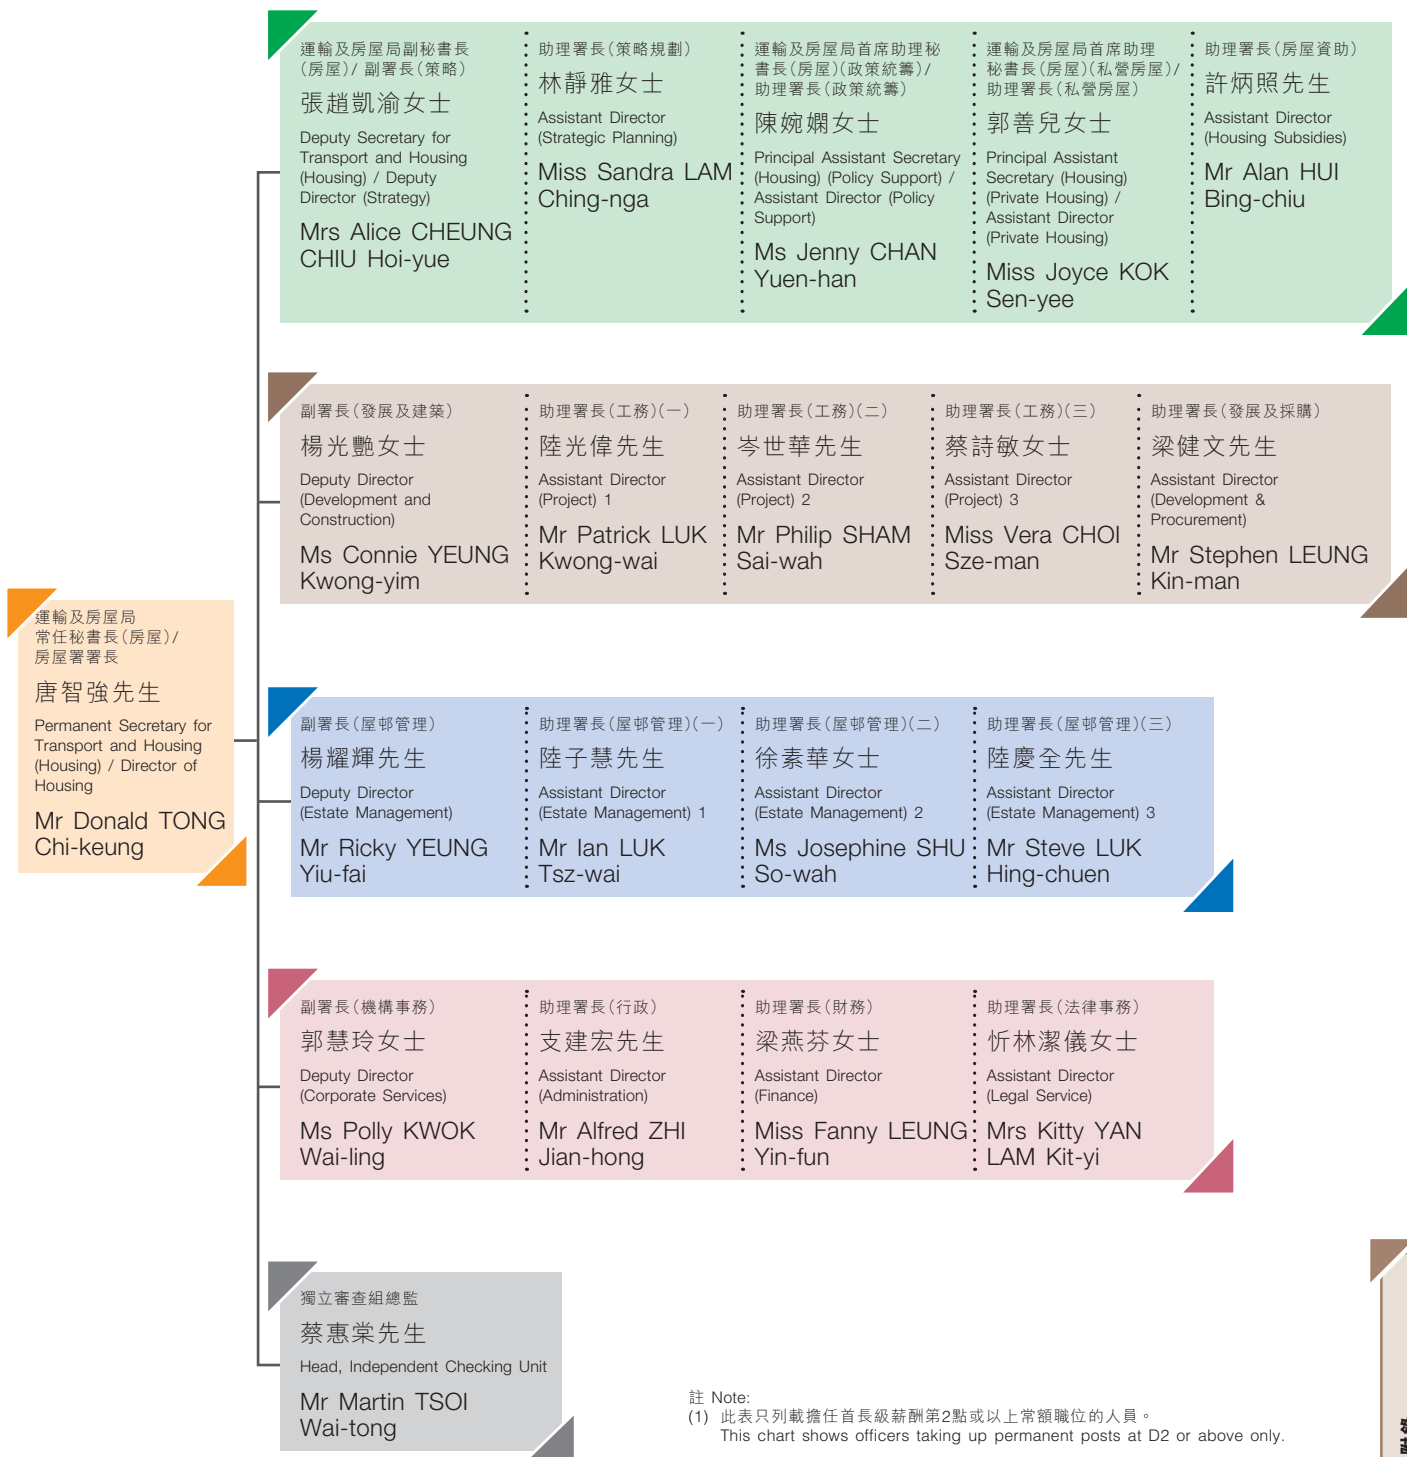 運輸及房屋局副秘書長
(房屋)/ 副署長(策略)
張趙凱渝女士
Deputy Secretary for
Transport and Housing
(Housing) / Deputy
Director (Strategy)
Mrs Alice CHEUNG
CHIU Hoi-yue
助理署長(策略規劃)
林靜雅女士
Assistant Director
(Strategic Planning)
Miss Sandra LAM
Ching-nga
運輸及房屋局首席助理秘
書長(房屋)(政策統籌)/
助理署長(政策統籌)
陳婉嫻女士
Principal Assistant Secretary
(Housing) (Policy Support) /
Assistant Director (Policy
Support)
Ms Jenny CHAN
Yuen-han
運輸及房屋局首席助理
秘書長(房屋)(私營房屋)/
助理署長(私營房屋)
郭善兒女士
Principal Assistant
Secretary (Housing)
(Private Housing) /
Assistant Director
(Private Housing)
Miss Joyce KOK
Sen-yee
助理署長(房屋資助)
許炳照先生
Assistant Director
(Housing Subsidies)
Mr Alan HUI
Bing-chiu
副署長(發展及建築)
楊光艷女士
Deputy Director
(Development and
Construction)
Ms Connie YEUNG
Kwong-yim
助理署長(工務)(一)
陸光偉先生
Assistant Director
(Project) 1
Mr Patrick LUK
Kwong-wai
助理署長(工務)(二)
岑世華先生
Assistant Director
(Project) 2
Mr Philip SHAM
Sai-wah
助理署長(工務)(三)
蔡詩敏女士
Assistant Director
(Project) 3
Miss Vera CHOI
Sze-man
助理署長(發展及採購)
梁健文先生
Assistant Director
(Development &
Procurement)
Mr Stephen LEUNG
Kin-man
運輸及房屋局
常任秘書長(房屋)/
房屋署署長
唐智強先生
Permanent Secretary for
Transport and Housing
(Housing) / Director of
Housing
Mr Donald TONG
Chi-keung
副署長(屋邨管理)
楊耀輝先生
Deputy Director
(Estate Management)
Mr Ricky YEUNG
Yiu-fai
助理署長(屋邨管理)(一)
陸子慧先生
Assistant Director
(Estate Management) 1
Mr Ian LUK
Tsz-wai
助理署長(屋邨管理)(二)
徐素華女士
Assistant Director
(Estate Management) 2
Ms Josephine SHU
So-wah
助理署長(屋邨管理)(三)
陸慶全先生
Assistant Director
(Estate Management) 3
Mr Steve LUK
Hing-chuen
副署長(機構事務)
郭慧玲女士
Deputy Director
(Corporate Services)
Ms Polly KWOK
Wai-ling
助理署長(行政)
支建宏先生
Assistant Director
(Administration)
Mr Alfred ZHI
Jian-hong
助理署長(財務)
梁燕芬女士
Assistant Director
(Finance)
Miss Fanny LEUNG
Yin-fun
助理署長(法律事務)
忻林潔儀女士
Assistant Director
(Legal Service)
Mrs Kitty YAN
LAM Kit-yi
獨立審查組總監
蔡惠棠先生
Head, Independent Checking Unit
Mr Martin TSOI
Wai-tong
註 Note:
(1) 此表只列載擔任首長級薪酬第2點或以上常額職位的人員。
This chart shows officers taking up permanent posts at D2 or above only.